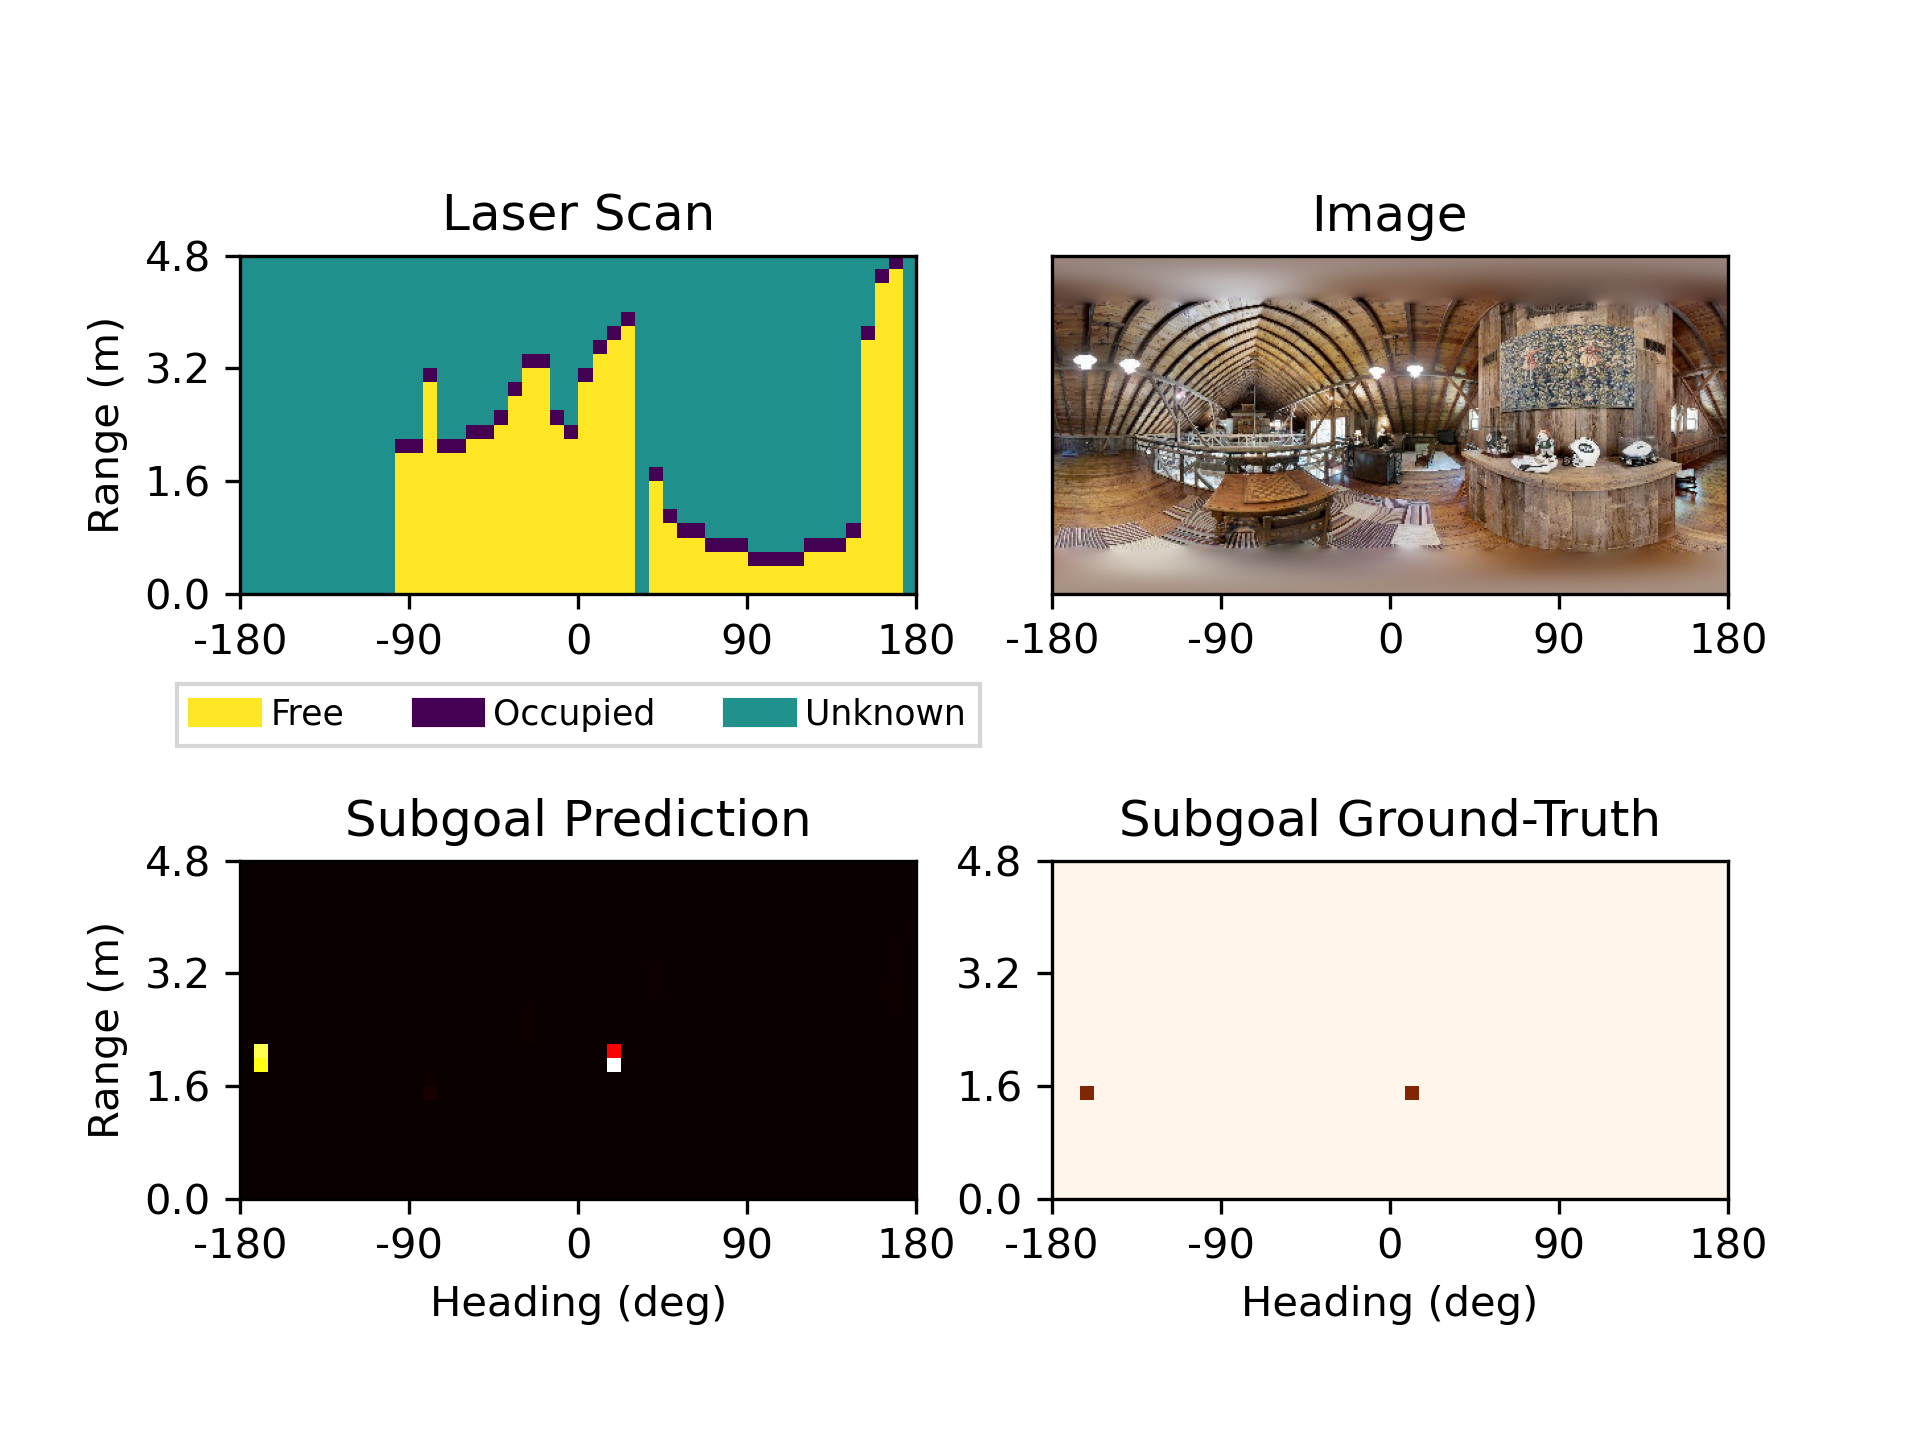 Laser Scan
Image
4.8
3.2
1.6
0.0
Range (m)
-180 -90 0 90 180
-180 -90 0 90 180
Free Occupied Unknown
Subgoal Prediction
Subgoal Ground-Truth
4.8
3.2
1.6
0.0
Range (m)
-180 -90 0 90 180
Heading (deg)
4.8
3.2
1.6
0.0
-180 -90 0 90 180
Heading (deg)